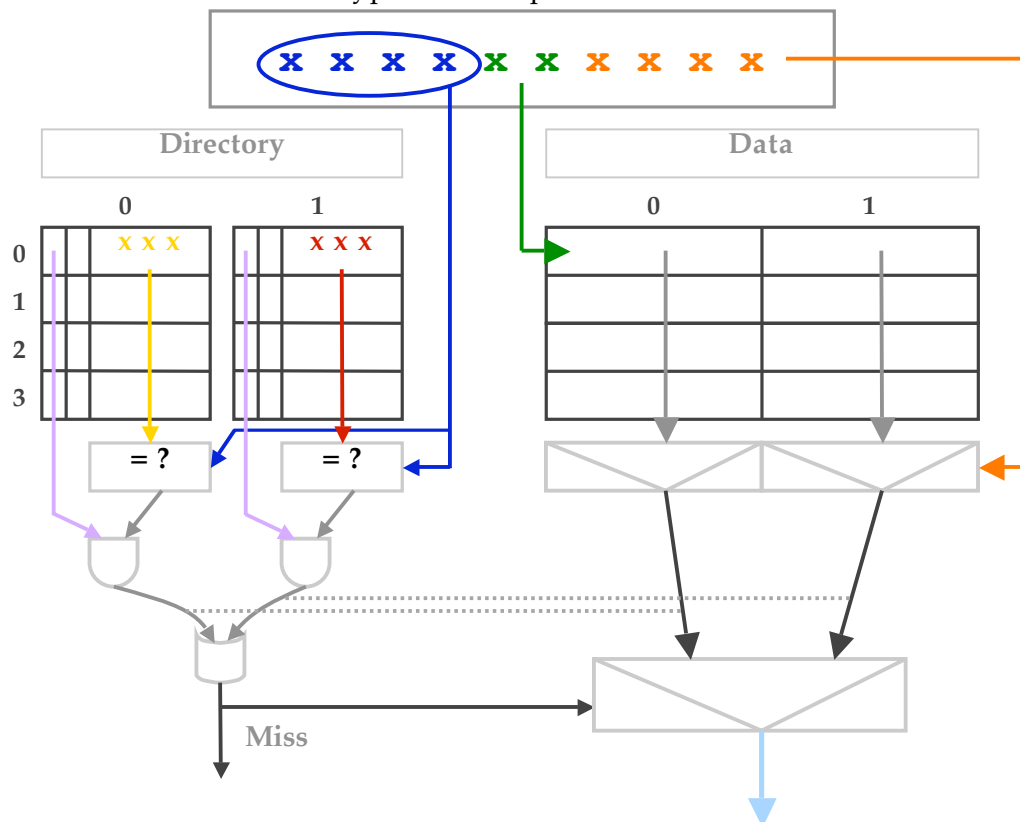 x x x x x x x x x x
Directory Data
0 1 0 1
0 x x x x x x
1
2
3
= ? = ?
Miss